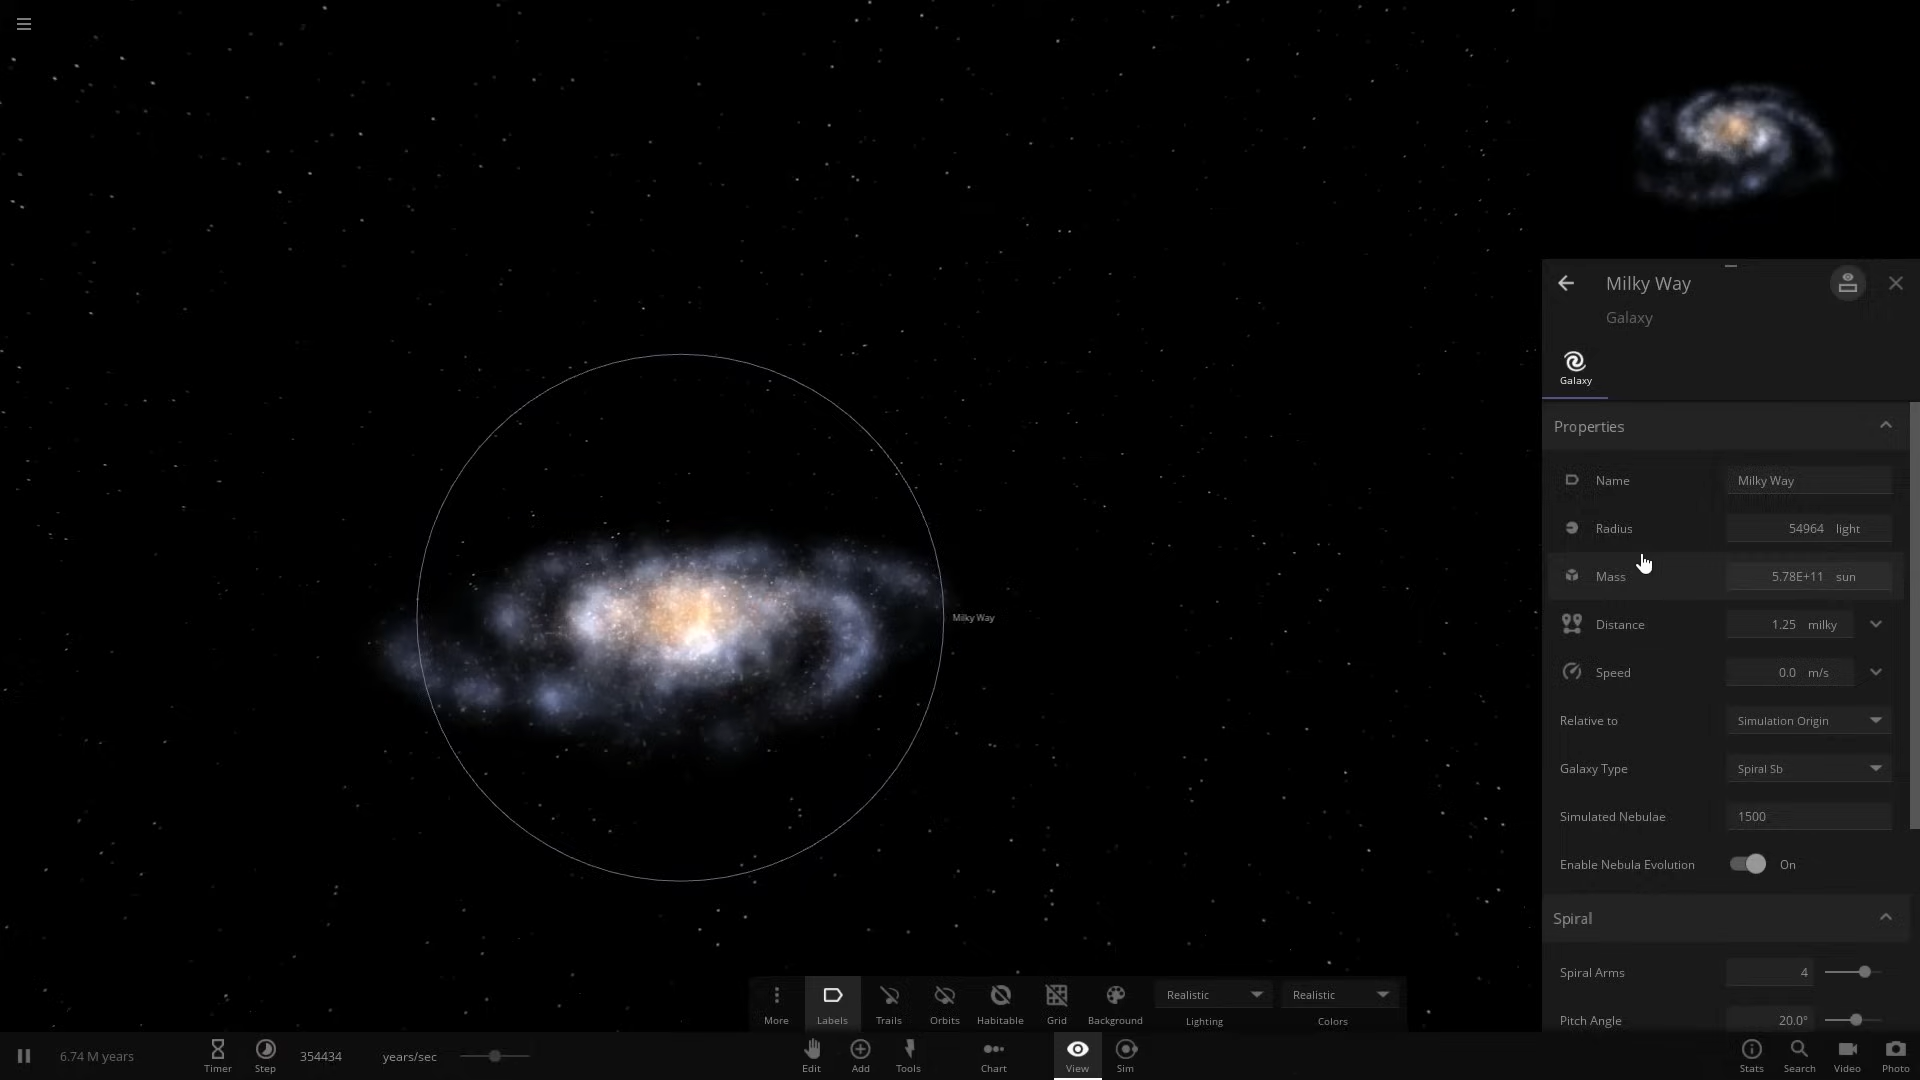 Milky Way
Galaxy
Galaxy
Properties
Name Milky Way
Radius 54964 light
Mass 5.78E+11 sun
Distance 1.25 milky
Speed 0.0 m/s
Relative to Simulation Origin
Galaxy Type Spiral Sb
Simulated Nebulae 1500
Enable Nebula Evolution On
Spiral
Spiral Arms 4
Pitch Angle 20.0°
Milky Way
More Labels Trails Orbits Habitable Grid Background
Realistic Realistic
Lighting Colors
6.74 M years Timer Step 354434 years/sec
Edit Add Tools Chart View Sim
Stats Search Video Photo